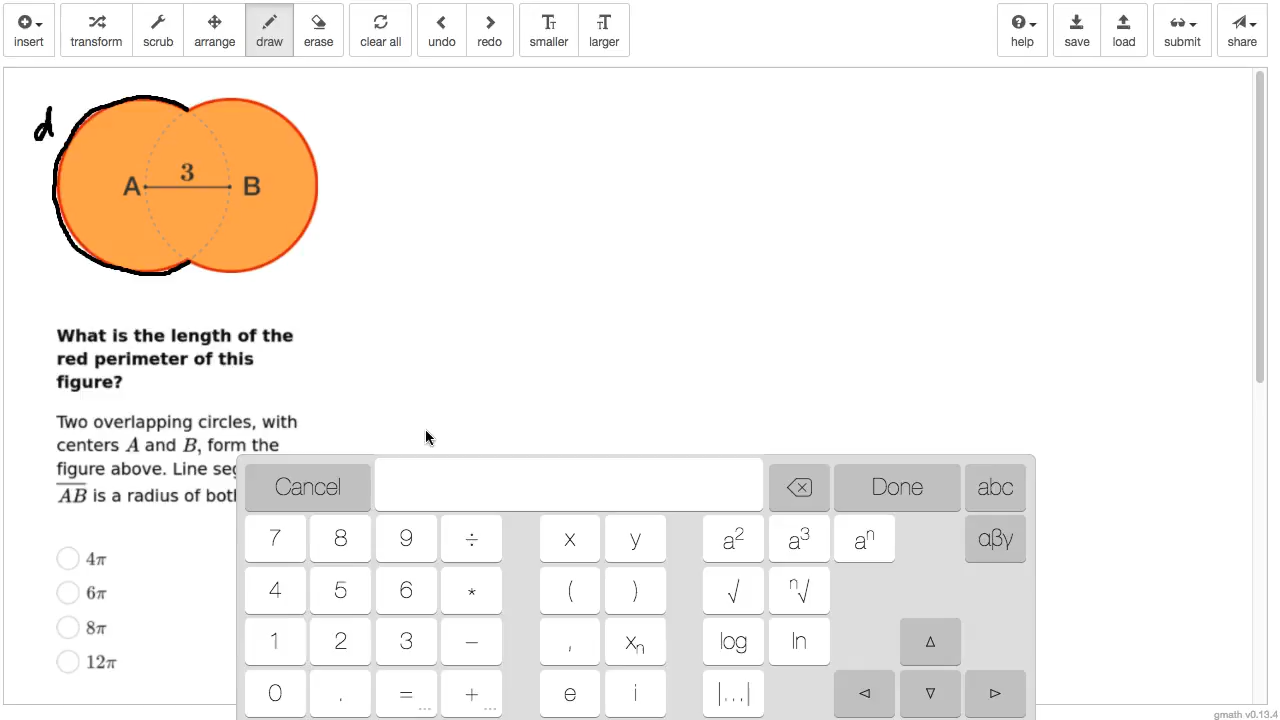 insert transform scrub arrange draw erase clear all undo redo smaller larger help save load submit share
d
3
A B
What is the length of the
red perimeter of this
figure?
Two overlapping circles, with
centers A and B, form the
figure above. Line seg
AB is a radius of both
4π
6π
8π
12π
Cancel Done abc
7 8 9 ÷ x y a² a³ aⁿ αβγ
4 5 6 * ( ) √ ⁿ√
1 2 3 − , xₙ log ln
0 . = ... + ... e i |...|
gmath v0.13.4